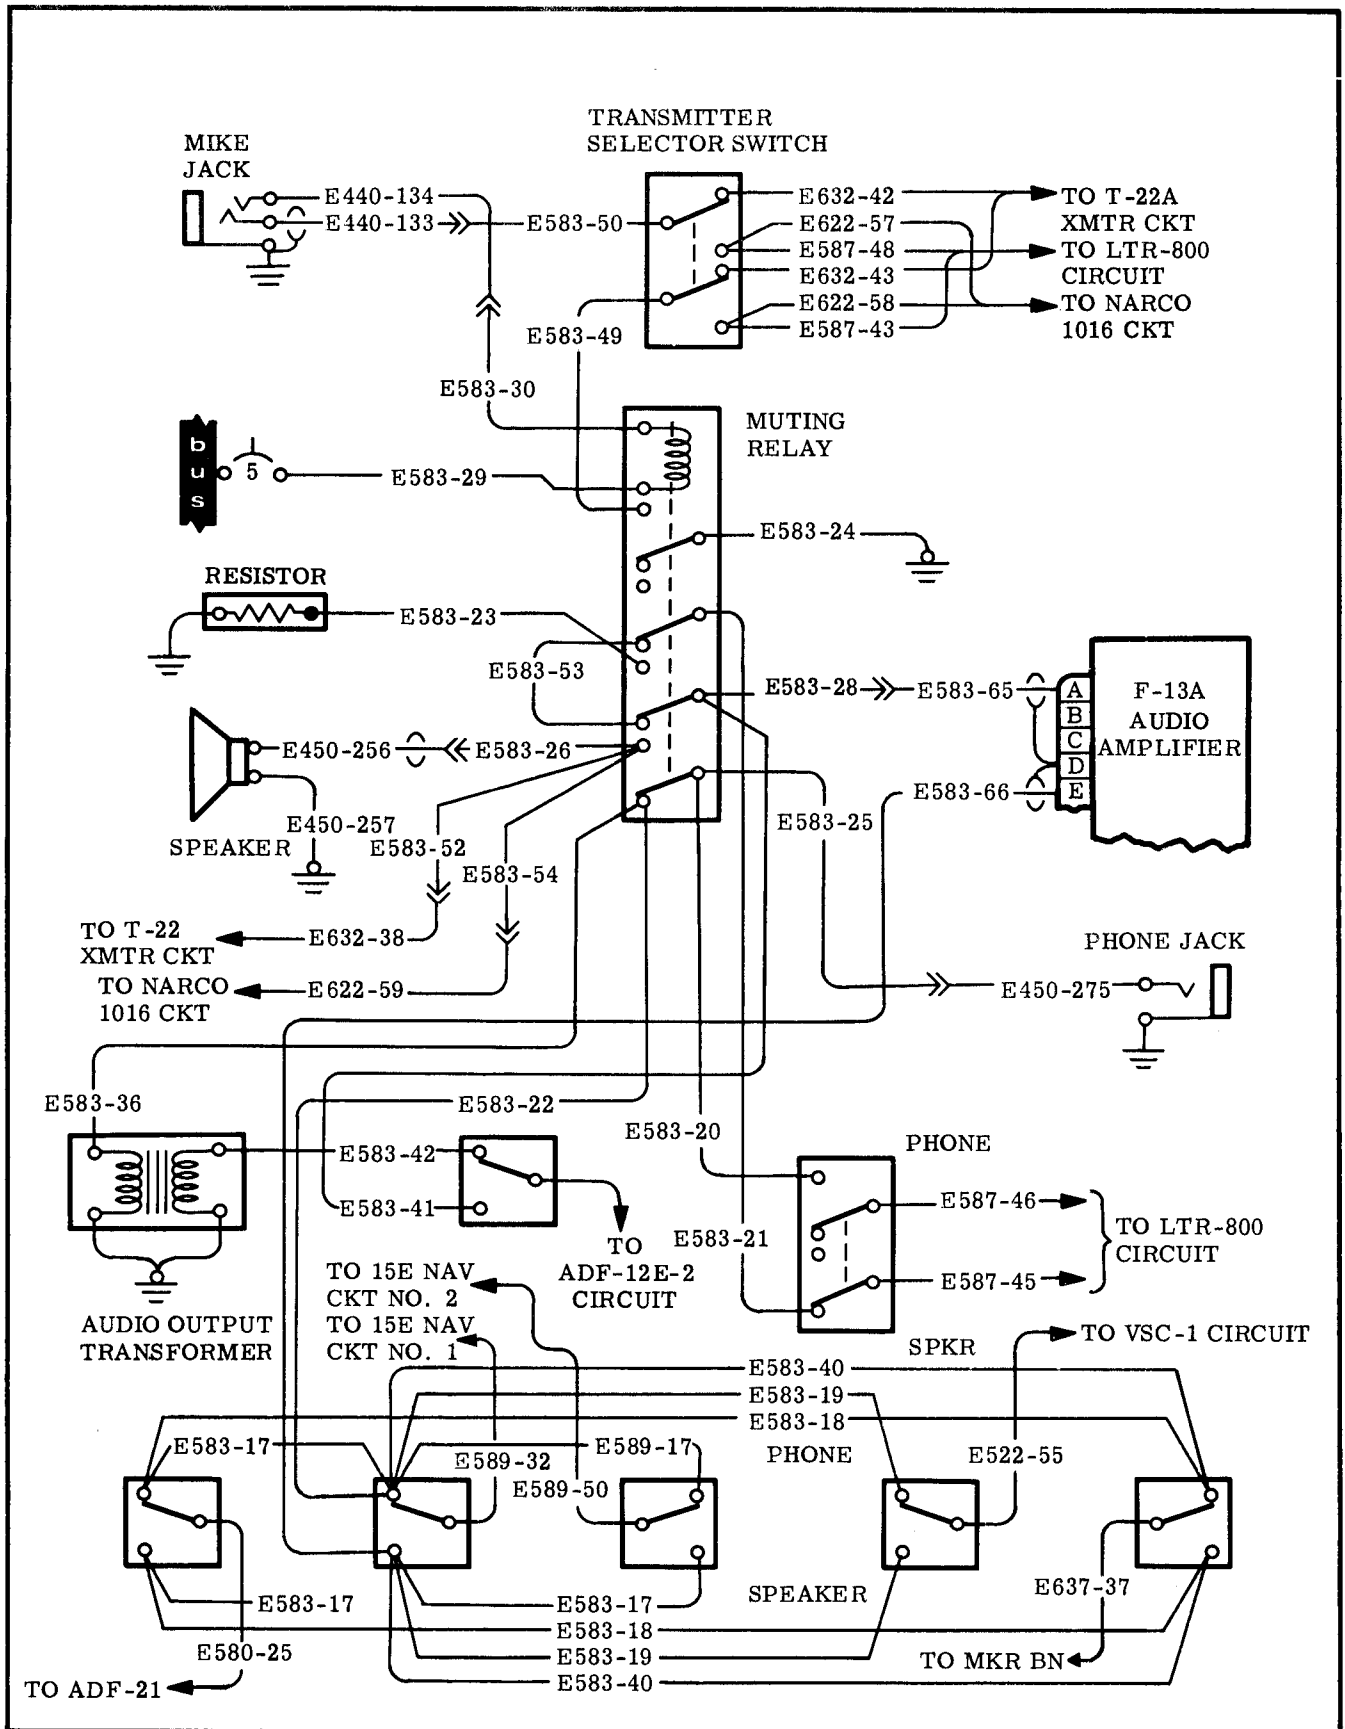 TRANSMITTER
SELECTOR SWITCH
MIKE
JACK
E440-134
E440-133
E583-50
E632-42
E622-57
E587-48
E632-43
E622-58
E587-43
TO T-22A
XMTR CKT
TO LTR-800
CIRCUIT
TO NARCO
1016 CKT
E583-49
E583-30
MUTING
RELAY
bus
5
E583-29
E583-24
RESISTOR
E583-23
E583-53
E583-28
E583-65
A
B
C
D
E
F-13A
AUDIO
AMPLIFIER
E450-256
E583-26
E583-66
E450-257
SPEAKER
E583-52
E583-54
E583-25
TO T-22
XMTR CKT
E632-38
TO NARCO
1016 CKT
E622-59
PHONE JACK
E450-275
E583-36
E583-22
E583-20
PHONE
E583-42
E583-41
E587-46
E583-21
TO LTR-800
CIRCUIT
E587-45
TO
ADF-12E-2
CIRCUIT
TO 15E NAV
CKT NO. 2
TO 15E NAV
CKT NO. 1
AUDIO OUTPUT
TRANSFORMER
SPKR
TO VSC-1 CIRCUIT
E583-40
E583-19
E583-18
E583-17
E589-32
E589-17
E589-50
PHONE
E522-55
E583-17
E583-17
SPEAKER
E637-37
E583-18
E580-25
E583-19
TO MKR BN
E583-40
TO ADF-21